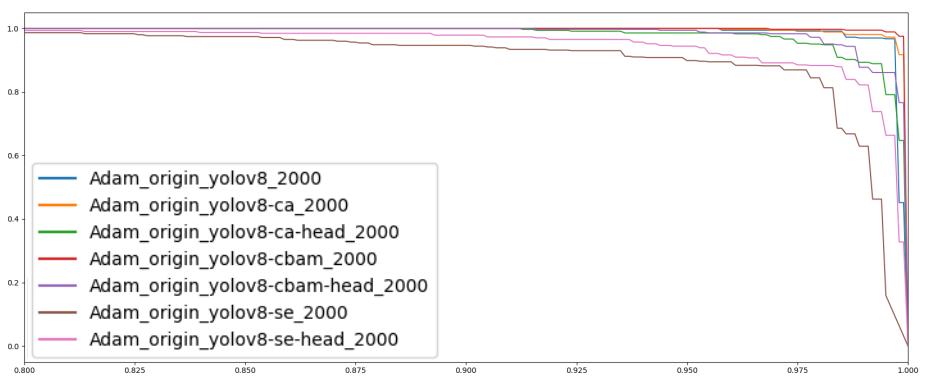 1.0
0.8
0.6
0.4
0.2
0.0
Adam_origin_yolov8_2000
Adam_origin_yolov8-ca_2000
Adam_origin_yolov8-ca-head_2000
Adam_origin_yolov8-cbam_2000
Adam_origin_yolov8-cbam-head_2000
Adam_origin_yolov8-se_2000
Adam_origin_yolov8-se-head_2000
0.800 0.825 0.850 0.875 0.900 0.925 0.950 0.975 1.000